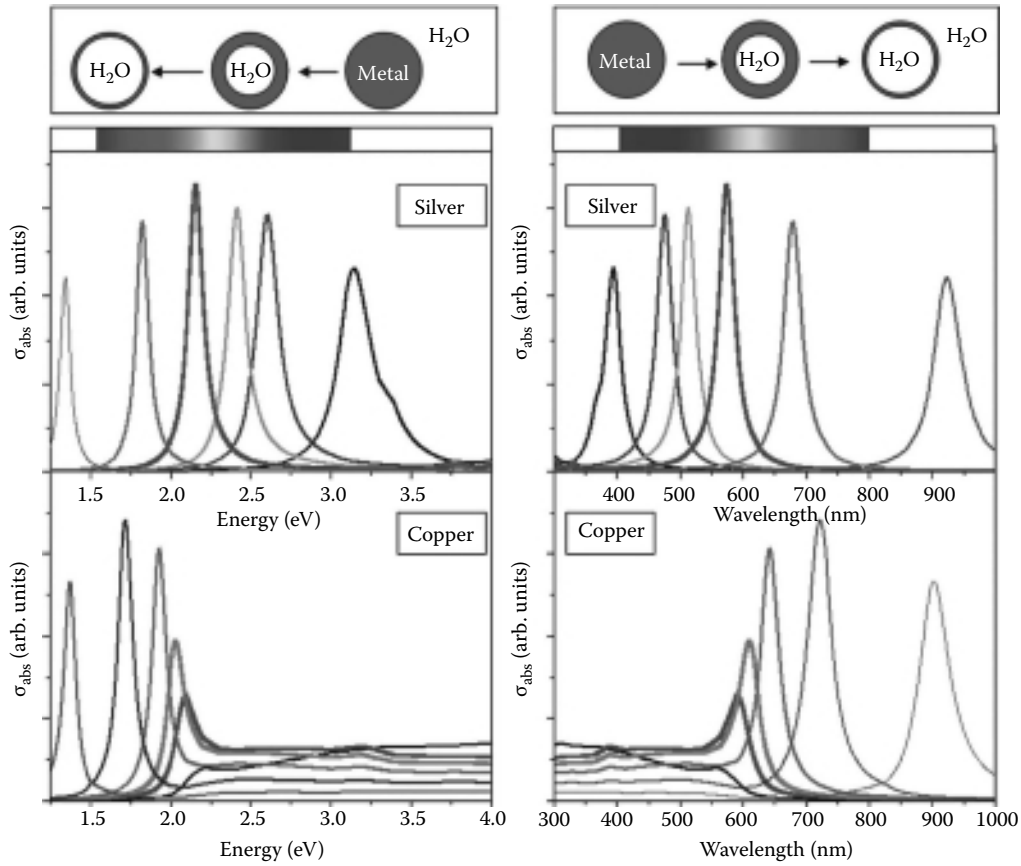 H₂O
H₂O H₂O Metal
H₂O
Metal H₂O H₂O
Silver
σabs (arb. units)
1.5 2.0 2.5 3.0 3.5
Energy (eV)
Silver
σabs (arb. units)
400 500 600 700 800 900
Wavelength (nm)
Copper
σabs (arb. units)
1.5 2.0 2.5 3.0 3.5 4.0
Energy (eV)
Copper
σabs (arb. units)
300 400 500 600 700 800 900 1000
Wavelength (nm)